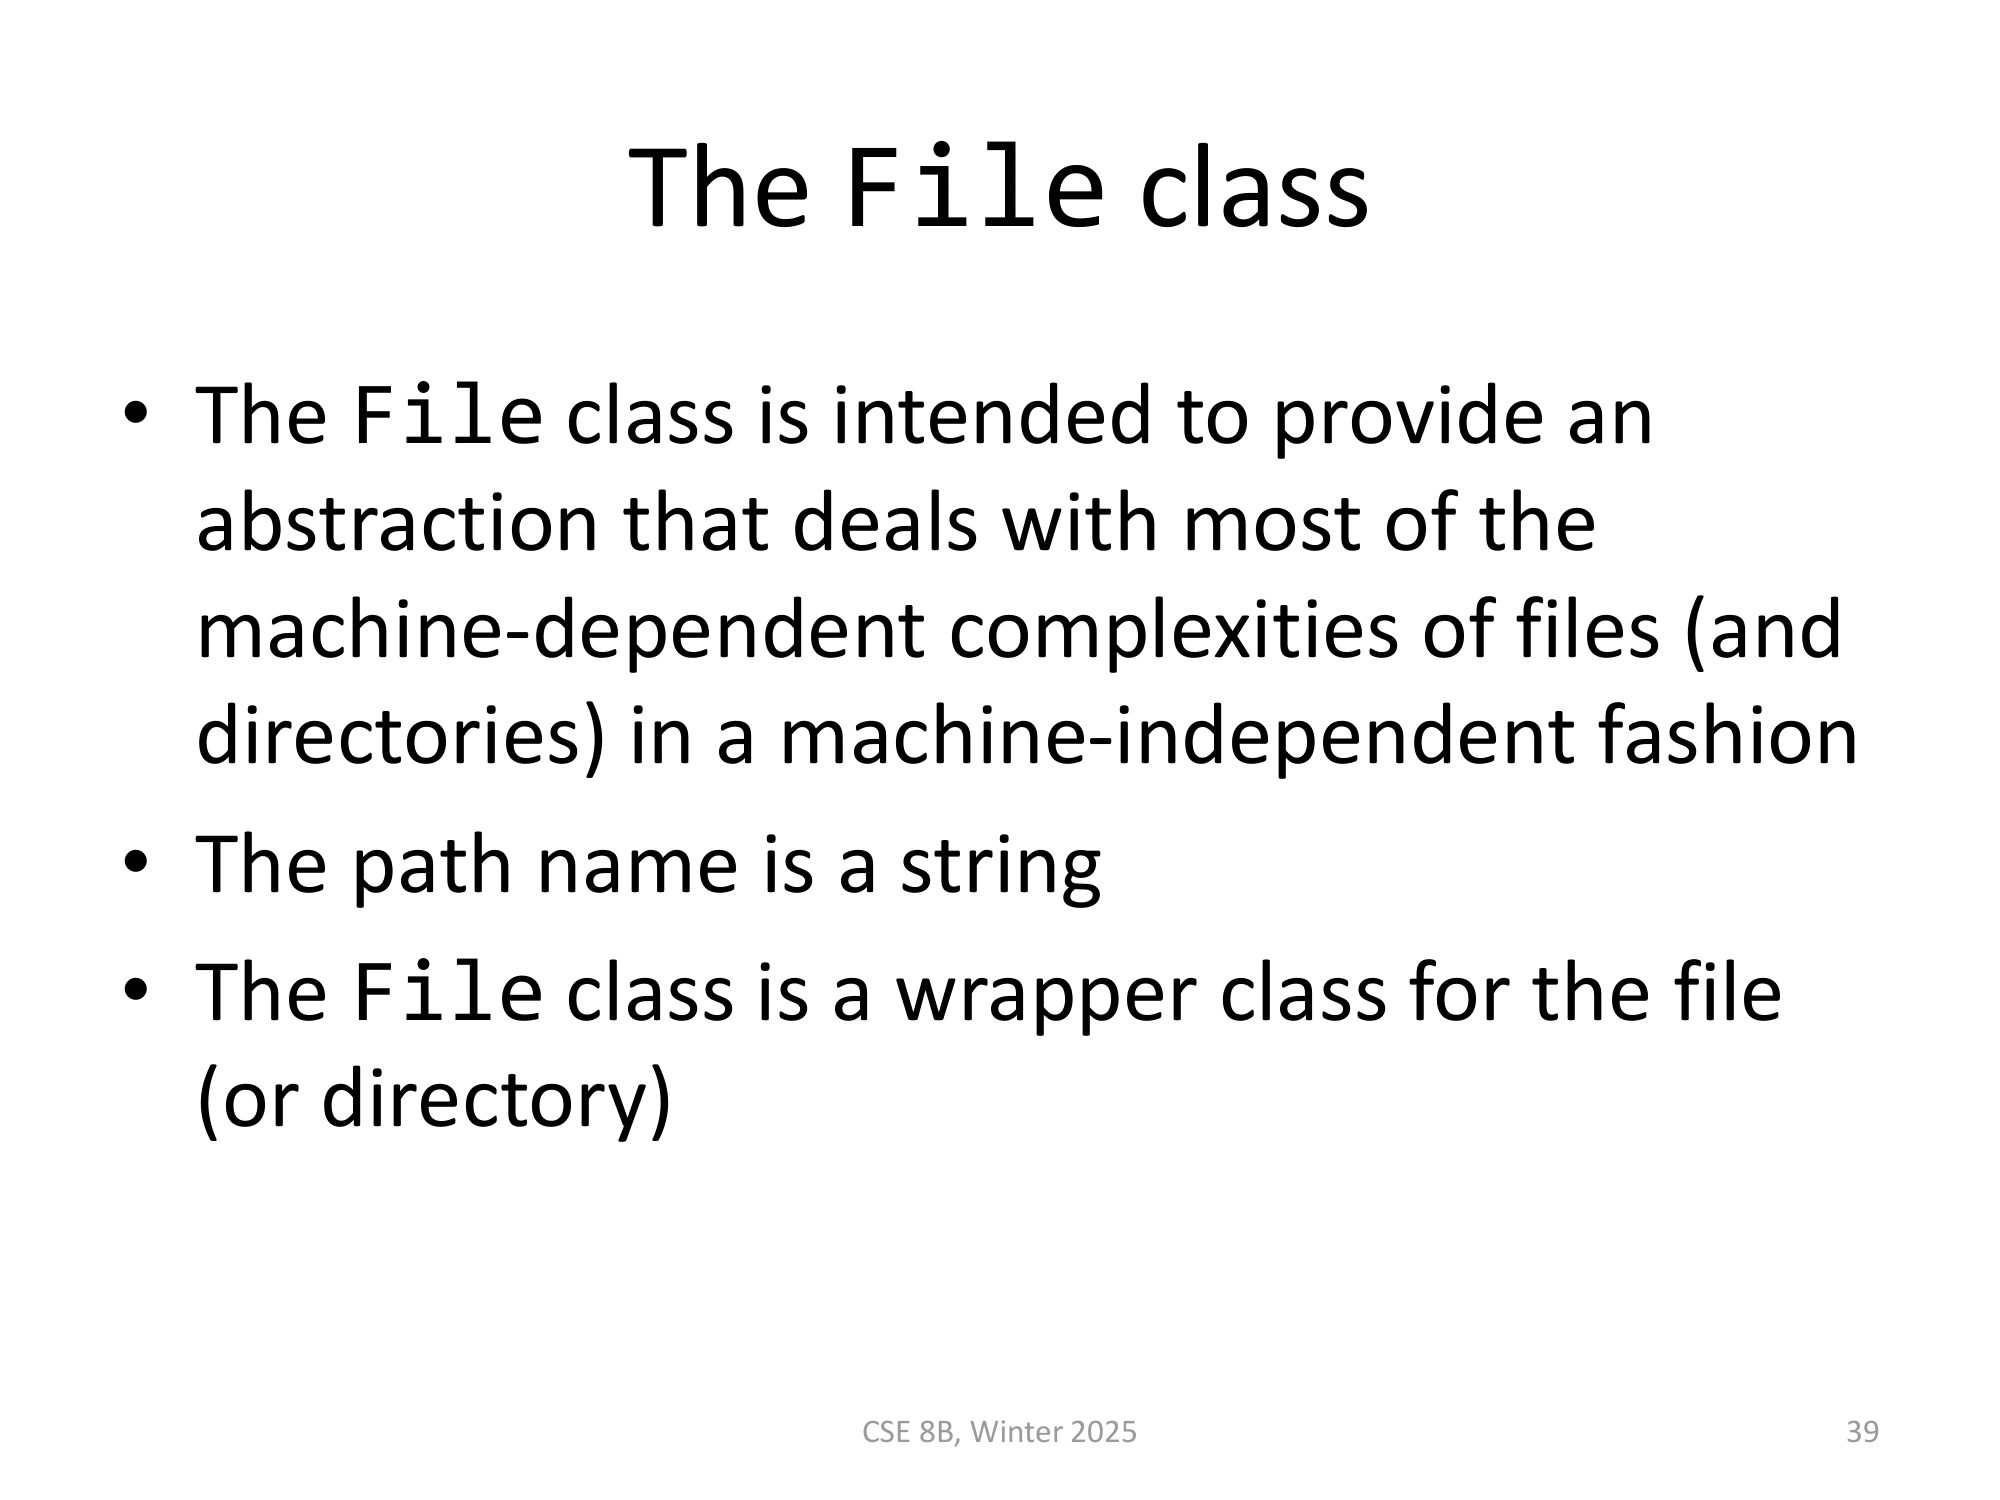 The File class
• The File class is intended to provide an
abstraction that deals with most of the
machine-dependent complexities of files (and
directories) in a machine-independent fashion
• The path name is a string
• The File class is a wrapper class for the file
(or directory)
CSE 8B, Winter 2025
39